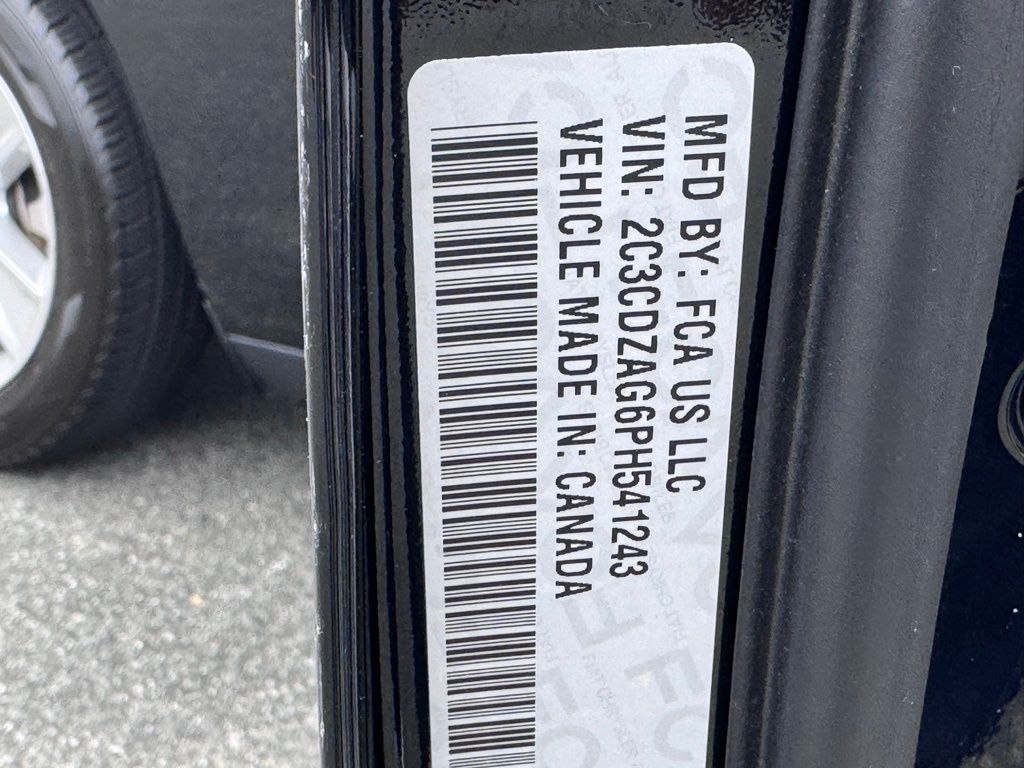 MFD BY: FCA US LLC
VIN: 2C3CDZAG6PH541243
VEHICLE MADE IN: CANADA